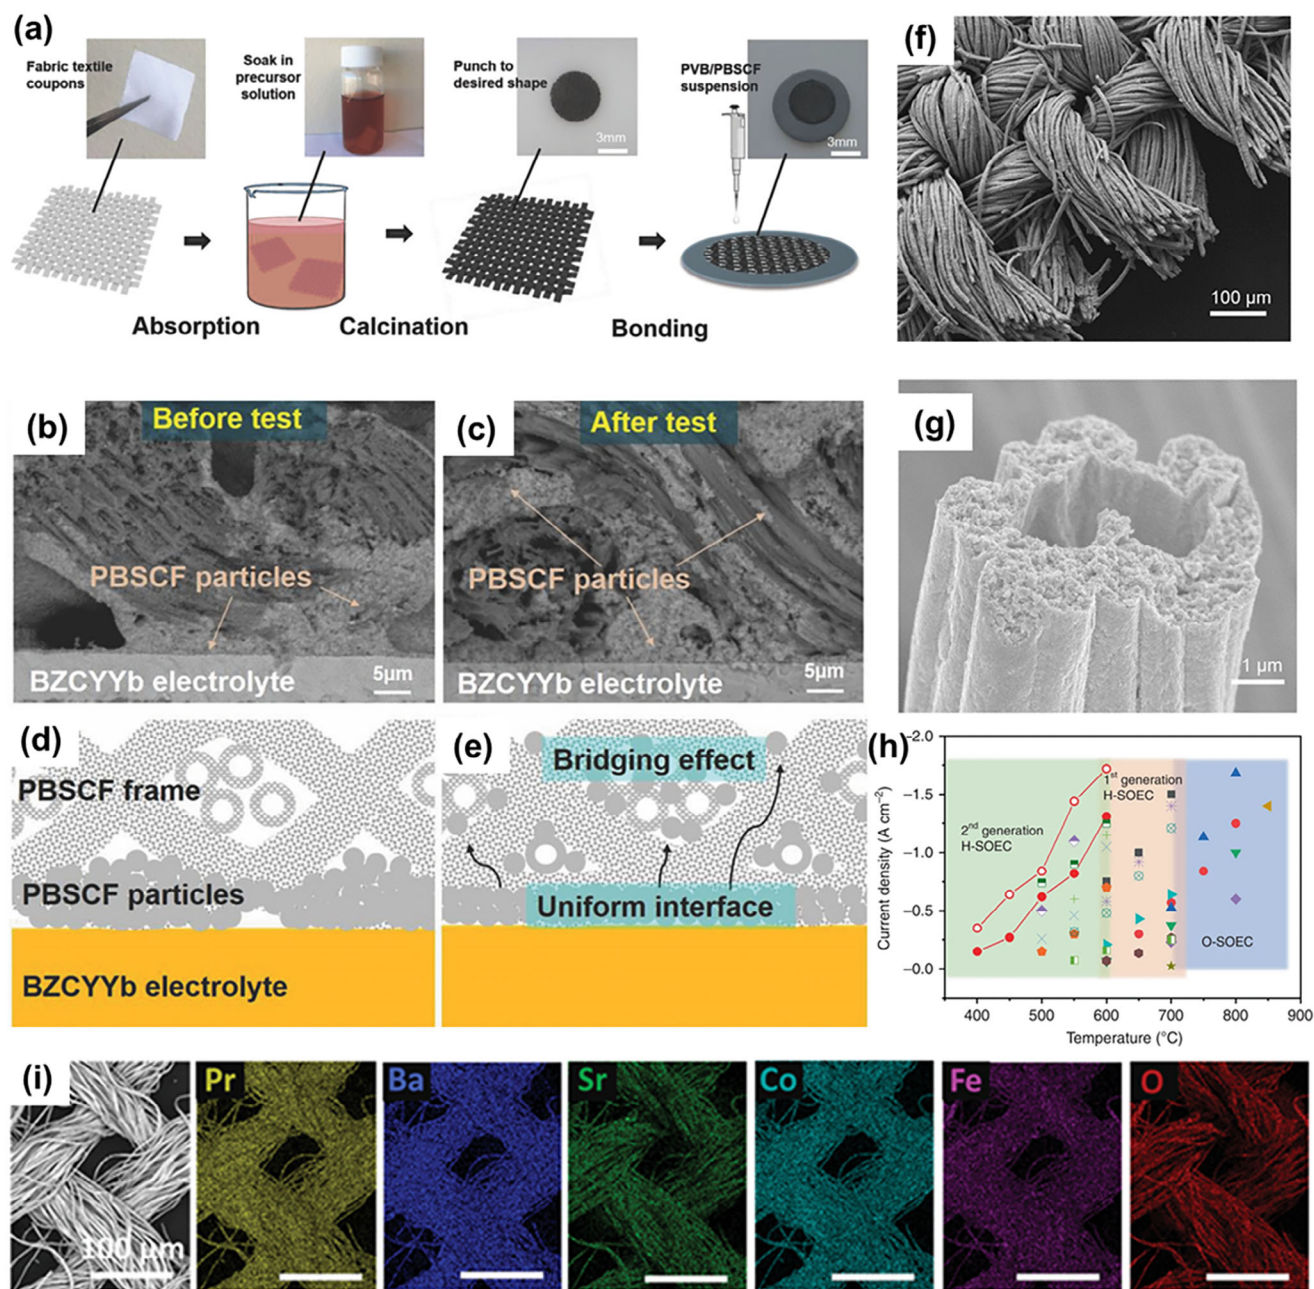 (a)
Fabric textile
coupons
Soak in
precursor
solution
Punch to
desired shape
3mm
PVB/PBSCF
suspension
3mm
Absorption
Calcination
Bonding
(f)
100 μm
(b)
Before test
PBSCF particles
BZCYYb electrolyte
5μm
(c)
After test
PBSCF particles
BZCYYb electrolyte
5μm
(g)
1 μm
(d)
PBSCF frame
PBSCF particles
BZCYYb electrolyte
(e)
Bridging effect
Uniform interface
(h)
Current density (A cm⁻²)
–2.0
–1.5
–1.0
–0.5
–0.0
2nd generation
H-SOEC
1st generation
H-SOEC
O-SOEC
400 500 600 700 800 900
Temperature (°C)
(i)
100 μm
Pr
Ba
Sr
Co
Fe
O